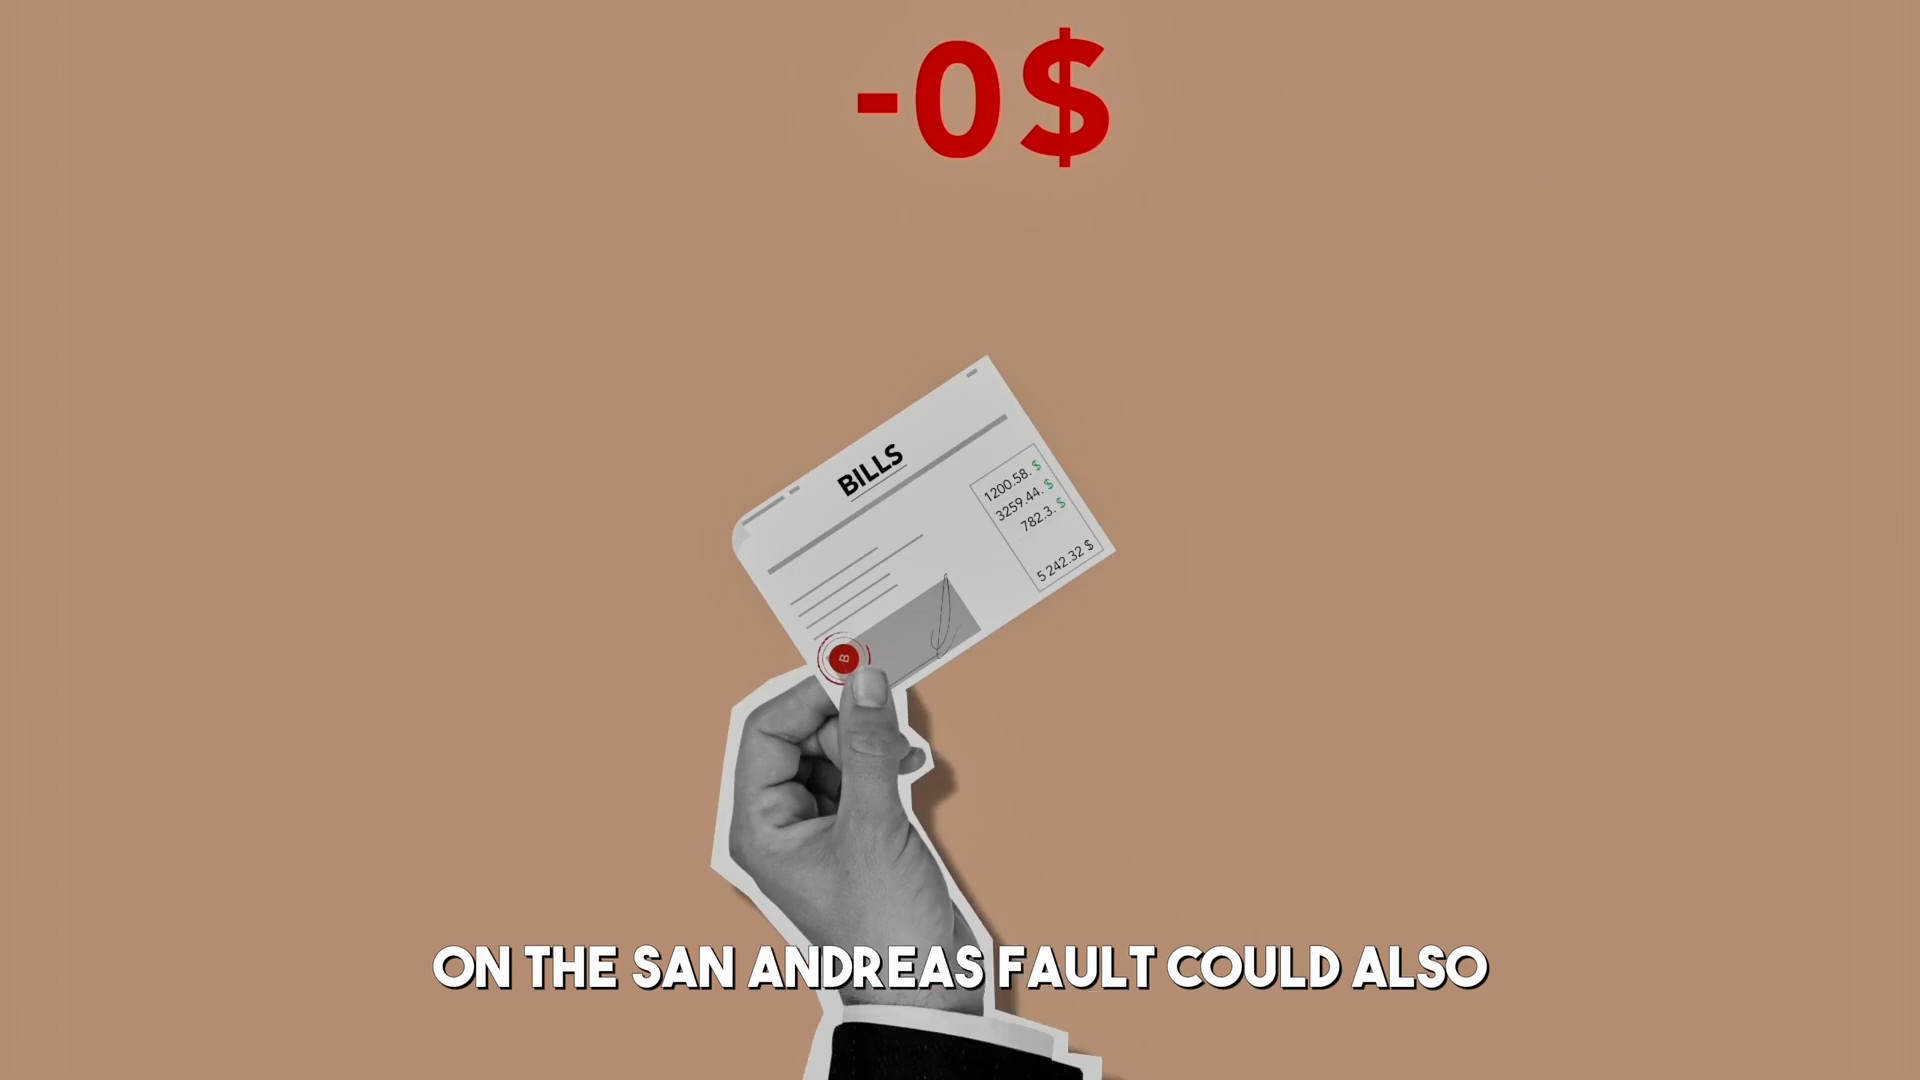 -0$
BILLS
1200.58. $
3259.44. $
782.3. $
5 242.32 $
B
ON THE SAN ANDREAS FAULT COULD ALSO